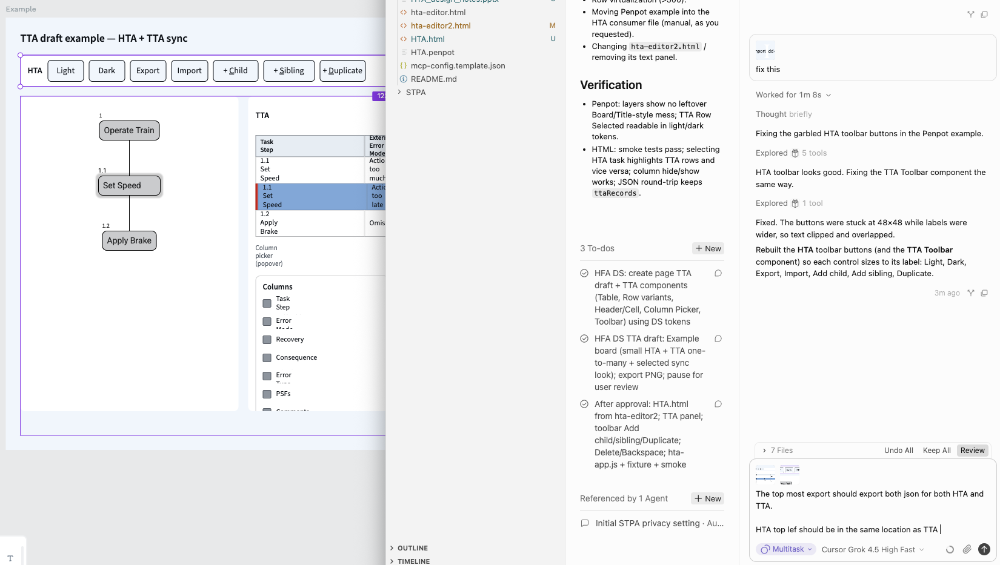 Example
TTA draft example — HTA + TTA sync
HTA
Light
Dark
Export
Import
+ Child
+ Sibling
+ Duplicate
1
Operate Train
1.1
Set Speed
1.2
Apply Brake
TTA
Task
Step
Error
1.1
Set
Speed
too
1.1
Set
Speed
too
late
1.2
Apply
Brake
Column
picker
(popover)
Columns
Task
Step
Error
Recovery
Consequence
Error
PSFs
T
hta-editor.html
hta-editor2.html
M
HTA.html
U
HTA.penpot
mcp-config.template.json
README.md
STPA
OUTLINE
TIMELINE
• Moving Penpot example into the
HTA consumer file (manual, as you
requested).
• Changing hta-editor2.html /
removing its text panel.
Verification
• Penpot: layers show no leftover
Board/Title-style mess; TTA Row
Selected readable in light/dark
tokens.
• HTML: smoke tests pass; selecting
HTA task highlights TTA rows and
vice versa; column hide/show
works; JSON round-trip keeps
ttaRecords.
3 To-dos
+ New
HFA DS: create page TTA
draft + TTA components
(Table, Row variants,
Header/Cell, Column Picker,
Toolbar) using DS tokens
HFA DS TTA draft: Example
board (small HTA + TTA one-
to-many + selected sync
look); export PNG; pause for
user review
After approval: HTA.html
from hta-editor2; TTA panel;
toolbar Add
child/sibling/Duplicate;
Delete/Backspace; hta-
app.js + fixture + smoke
Referenced by 1 Agent
+ New
Initial STPA privacy setting · Au...
fix this
Worked for 1m 8s
Thought briefly
Fixing the garbled HTA toolbar buttons in the Penpot example.
Explored 5 tools
HTA toolbar looks good. Fixing the TTA Toolbar component the
same way.
Explored 1 tool
Fixed. The buttons were stuck at 48×48 while labels were
wider, so text clipped and overlapped.
Rebuilt the HTA toolbar buttons (and the TTA Toolbar
component) so each control sizes to its label: Light, Dark,
Export, Import, Add child, Add sibling, Duplicate.
3m ago
7 Files
Undo All
Keep All
Review
The top most export should export both json for both HTA and
TTA.
HTA top lef should be in the same location as TTA
Multitask
Cursor Grok 4.5 High Fast